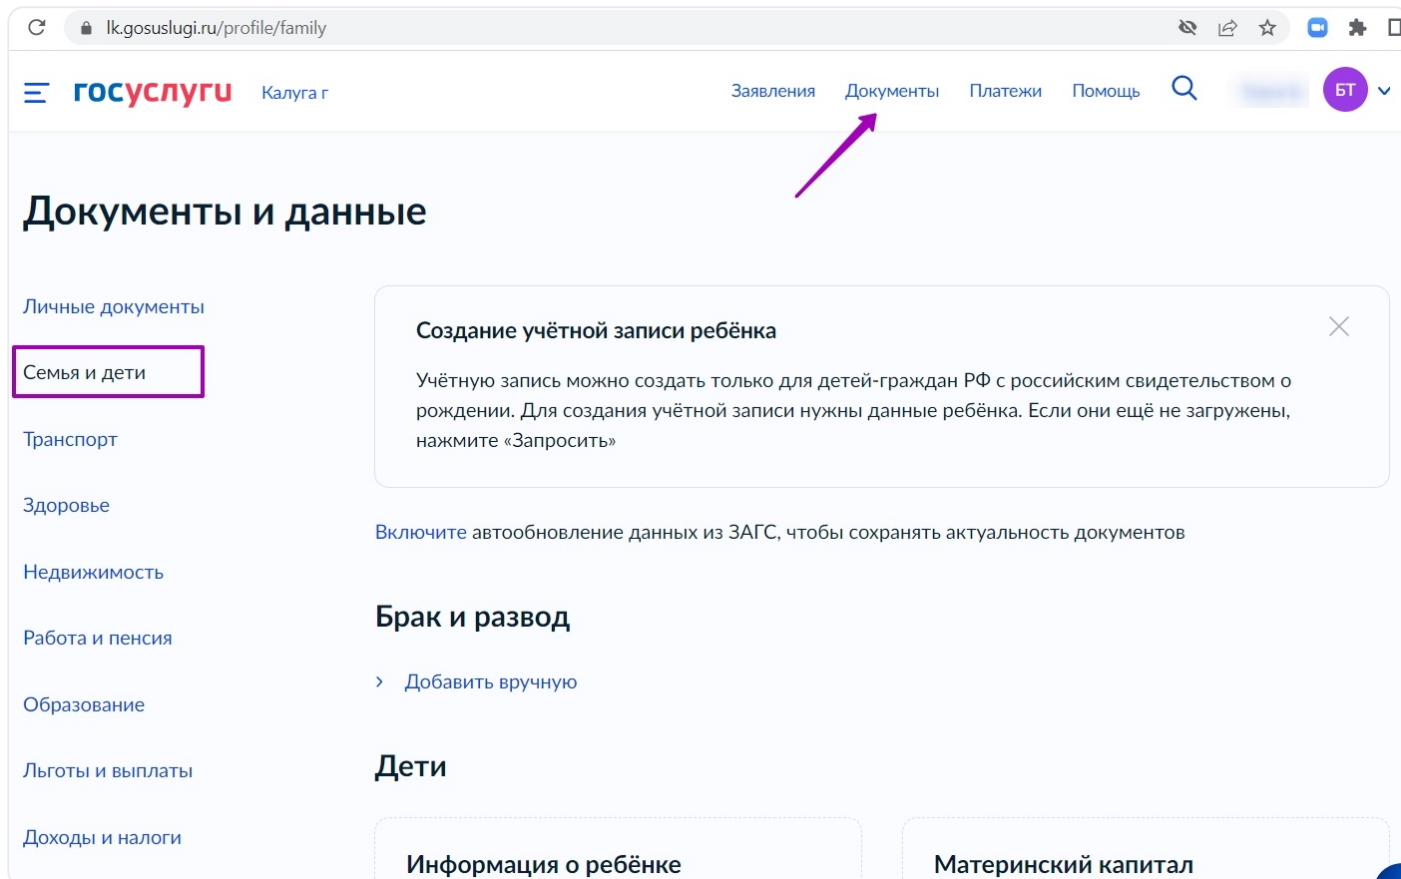 lk.gosuslugi.ru/profile/family
госуслуги Калуга г Заявления Документы Платежи Помощь БТ
Документы и данные
Личные документы
Семья и дети
Транспорт
Здоровье
Недвижимость
Работа и пенсия
Образование
Льготы и выплаты
Доходы и налоги
Создание учётной записи ребёнка
Учётную запись можно создать только для детей-граждан РФ с российским свидетельством о
рождении. Для создания учётной записи нужны данные ребёнка. Если они ещё не загружены,
нажмите «Запросить»
Включите автообновление данных из ЗАГС, чтобы сохранять актуальность документов
Брак и развод
Добавить вручную
Дети
Информация о ребёнке
Материнский капитал